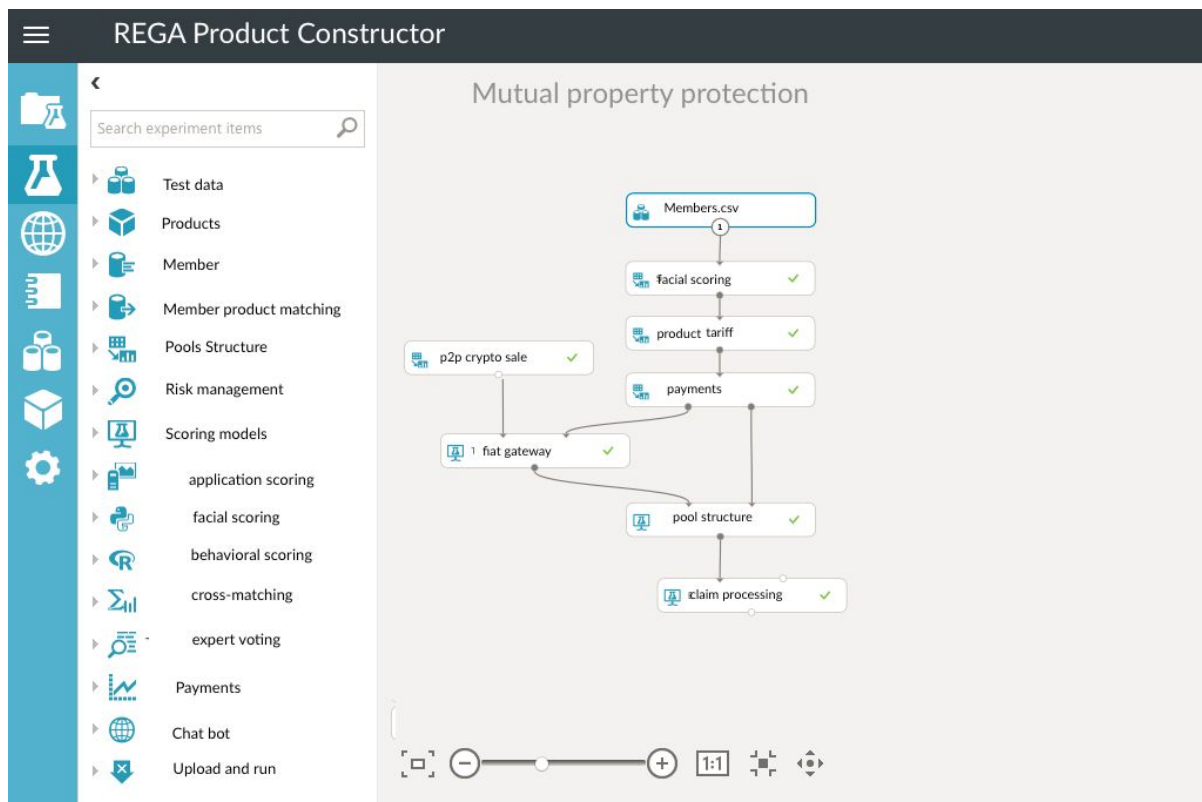 REGA Product Constructor
Mutual property protection
Search experiment items
Test data
Products
Member
Member product matching
Pools Structure
Risk management
Scoring models
application scoring
facial scoring
behavioral scoring
cross-matching
expert voting
Payments
Chat bot
Upload and run
Members.csv
1
facial scoring
product tariff
p2p crypto sale
payments
fiat gateway
pool structure
claim processing
1:1